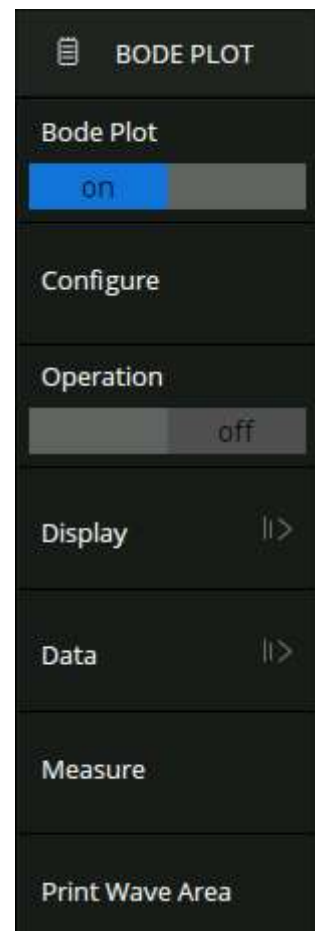 BODE PLOT
Bode Plot
on
Configure
Operation
off
Display
Data
Measure
Print Wave Area